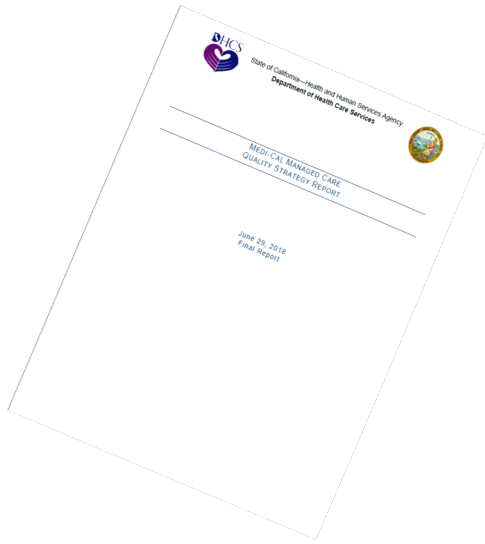 DHCS
State of California—Health and Human Services Agency
Department of Health Care Services
MEDI-CAL MANAGED CARE
QUALITY STRATEGY REPORT
June 29, 2018
Final Report